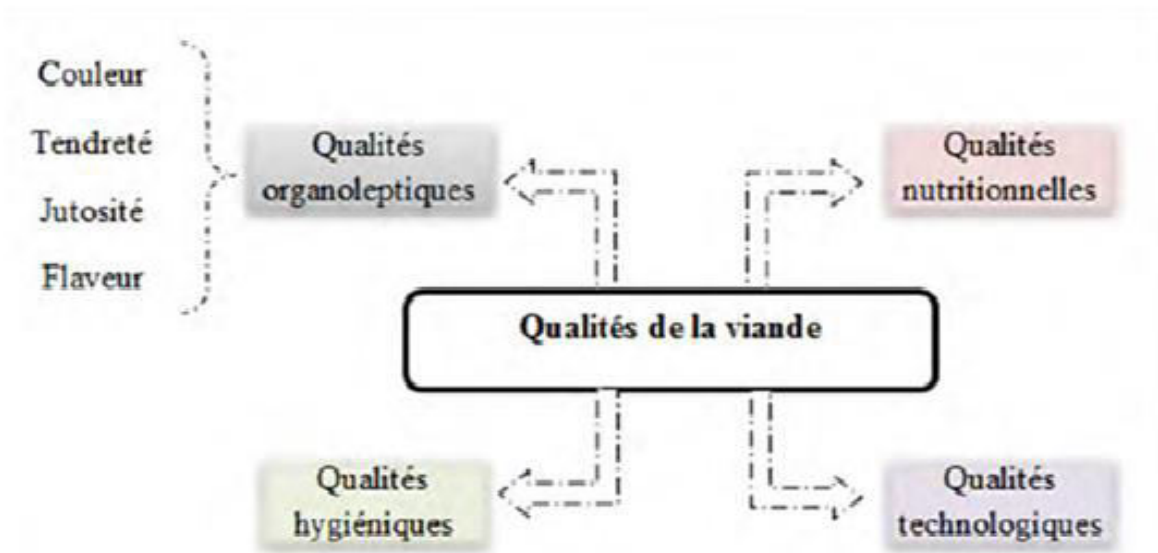 Couleur
Tendreté
Jutosité
Flaveur
Qualités
organoleptiques
Qualités
nutritionnelles
Qualités de la viande
Qualités
hygiéniques
Qualités
technologiques